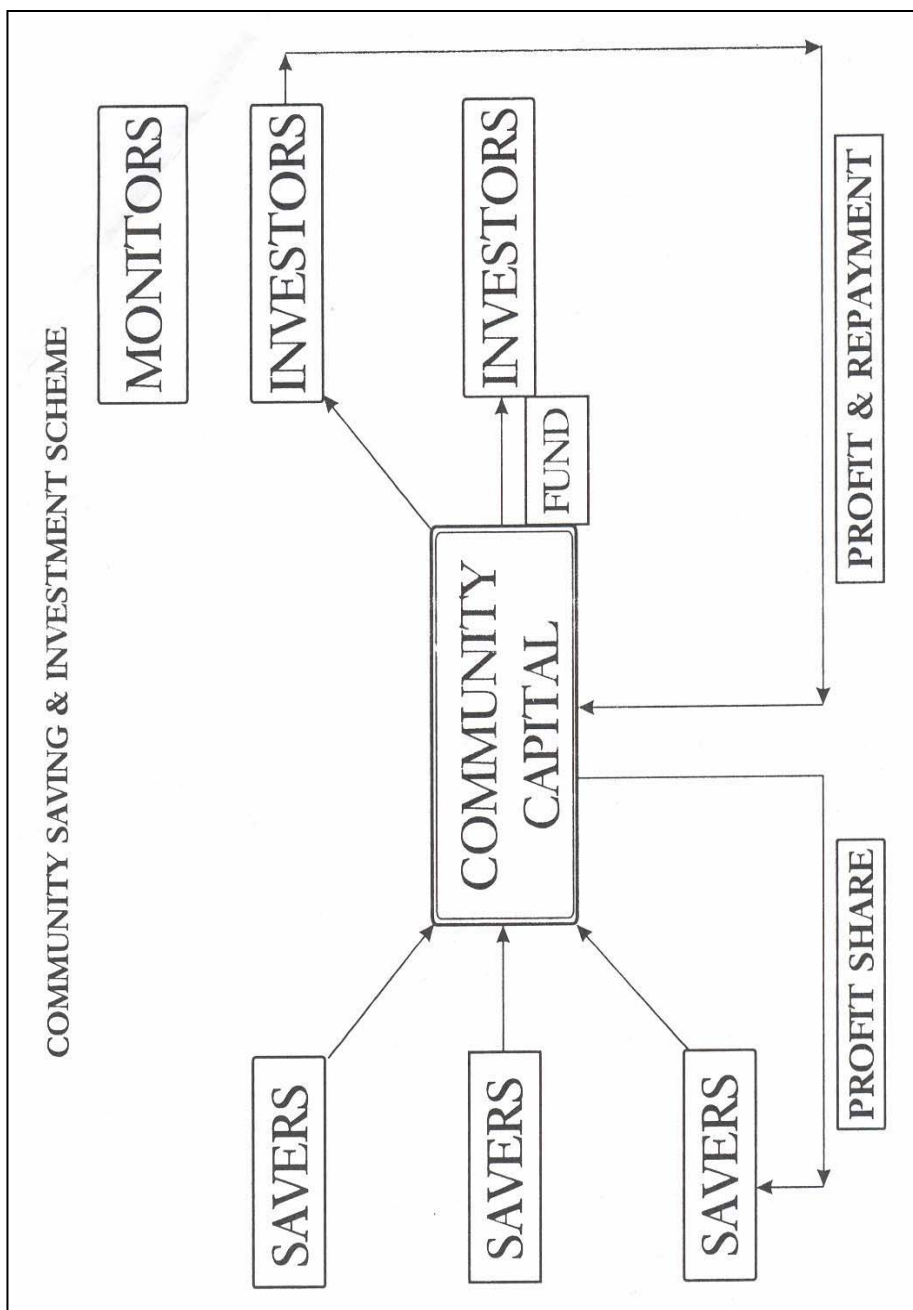 COMMUNITY SAVING & INVESTMENT SCHEME
MONITORS
SAVERS
INVESTORS
SAVERS
COMMUNITY
CAPITAL
FUND
INVESTORS
SAVERS
PROFIT SHARE
PROFIT & REPAYMENT